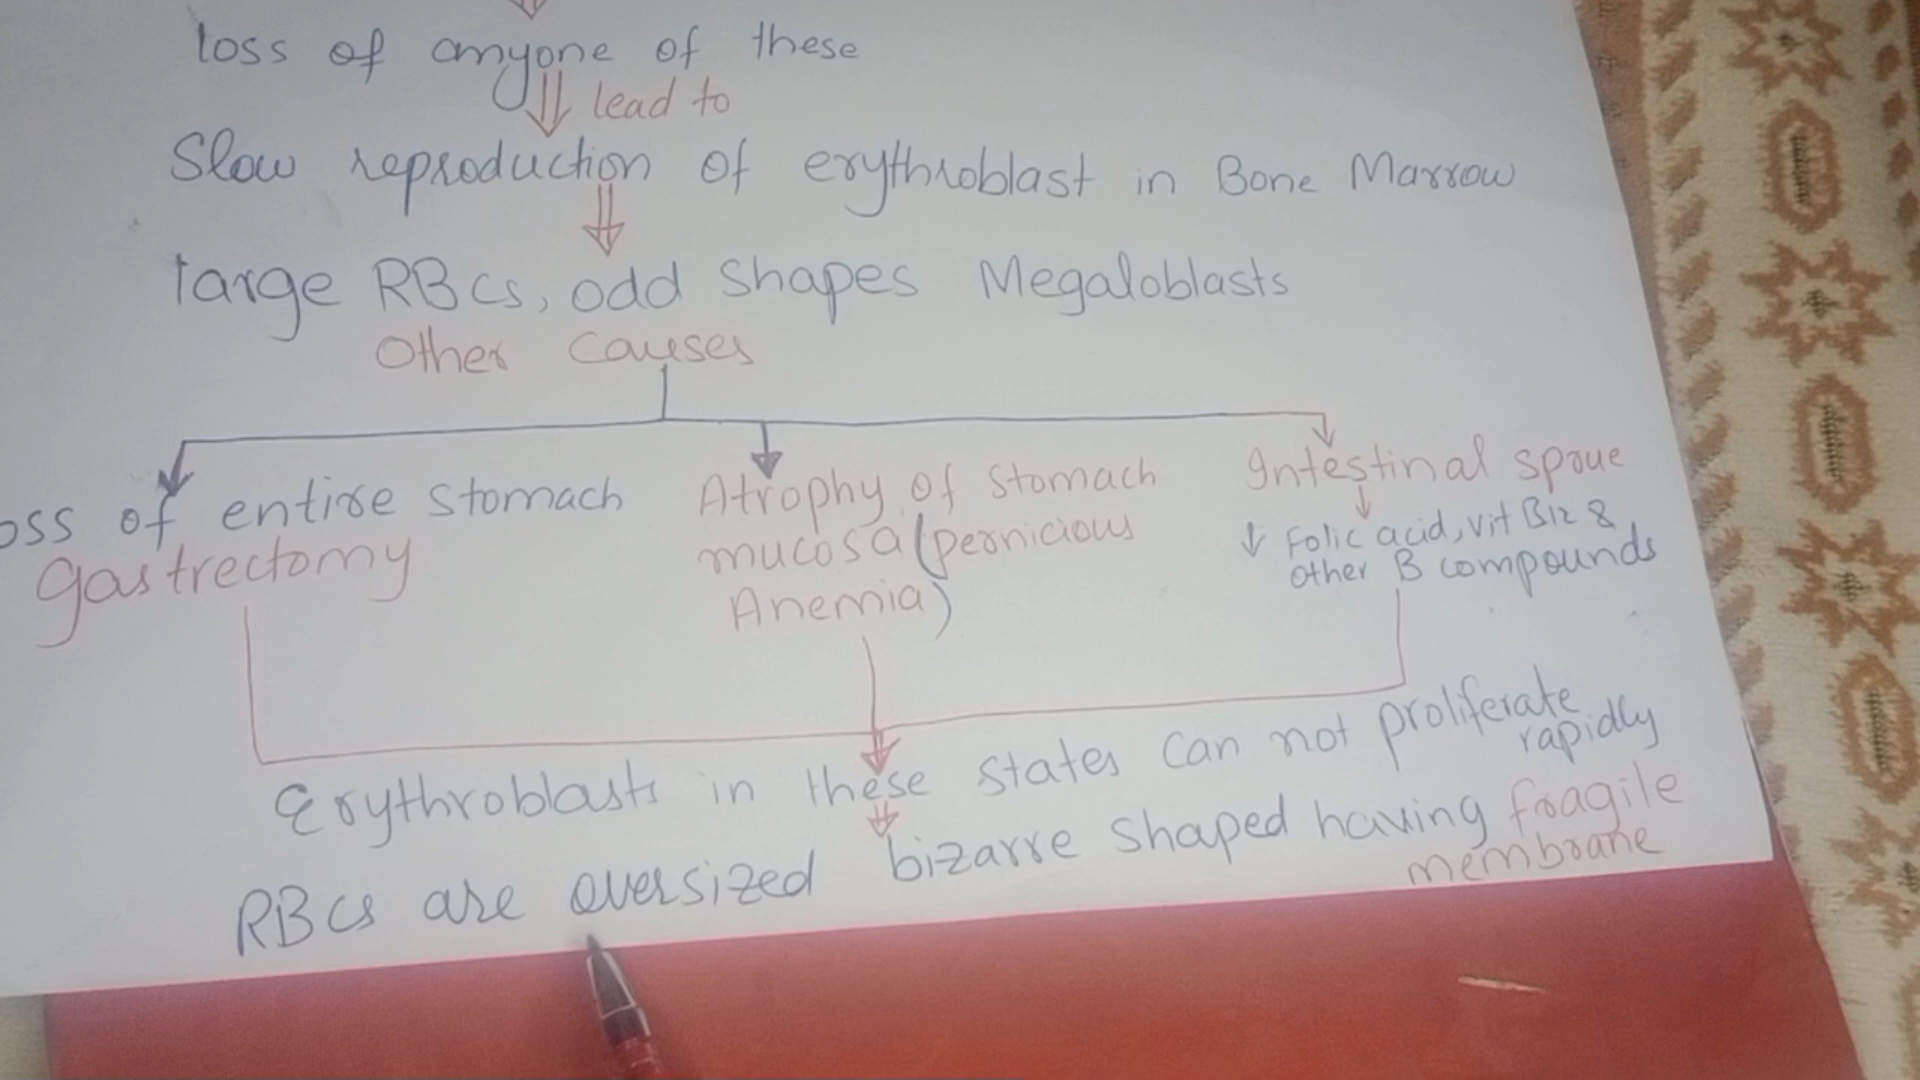 loss of anyone of these
lead to
Slow reproduction of erythroblast in Bone Marrow
large RBCs, odd shapes Megaloblasts
Other causes
oss of entire stomach
gastrectomy
Atrophy of stomach
mucosa (pernicious
Anemia)
Intestinal sprue
↓ Folic acid, vit B12 &
other B compounds
Erythroblasts in these states can not proliferate
rapidly
RBCs are oversized bizarre shaped having fragile
membrane